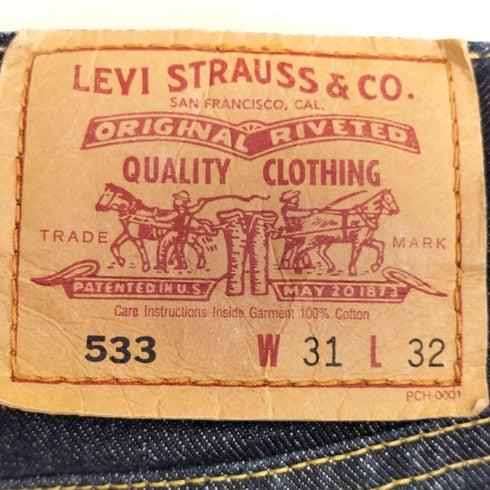 LEVI STRAUSS & CO.
SAN FRANCISCO, CAL.
ORIGINAL RIVETED
QUALITY CLOTHING
TRADE MARK
PATENTED IN U.S. MAY 20 1873
Care Instructions Inside Garment 100% Cotton
533 W 31 L 32
PCH-0001